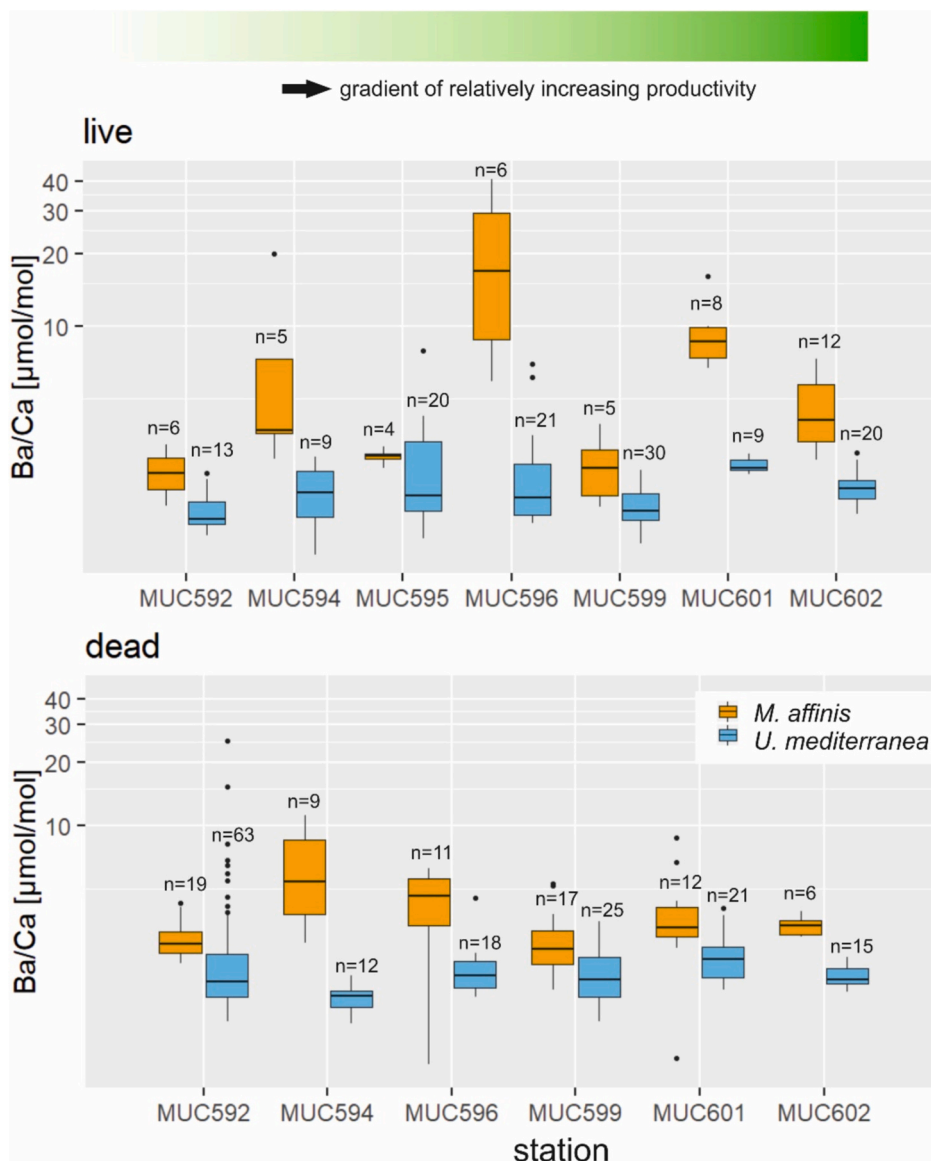 gradient of relatively increasing productivity
live
Ba/Ca [µmol/mol]
40
30
20
10
n=6
n=13
n=5
n=9
n=4
n=20
n=6
n=21
n=5
n=30
n=8
n=9
n=12
n=20
MUC592 MUC594 MUC595 MUC596 MUC599 MUC601 MUC602
dead
Ba/Ca [µmol/mol]
40
30
20
10
M. affinis
U. mediterranea
n=19
n=63
n=9
n=12
n=11
n=18
n=17
n=25
n=12
n=21
n=6
n=15
MUC592 MUC594 MUC596 MUC599 MUC601 MUC602
station